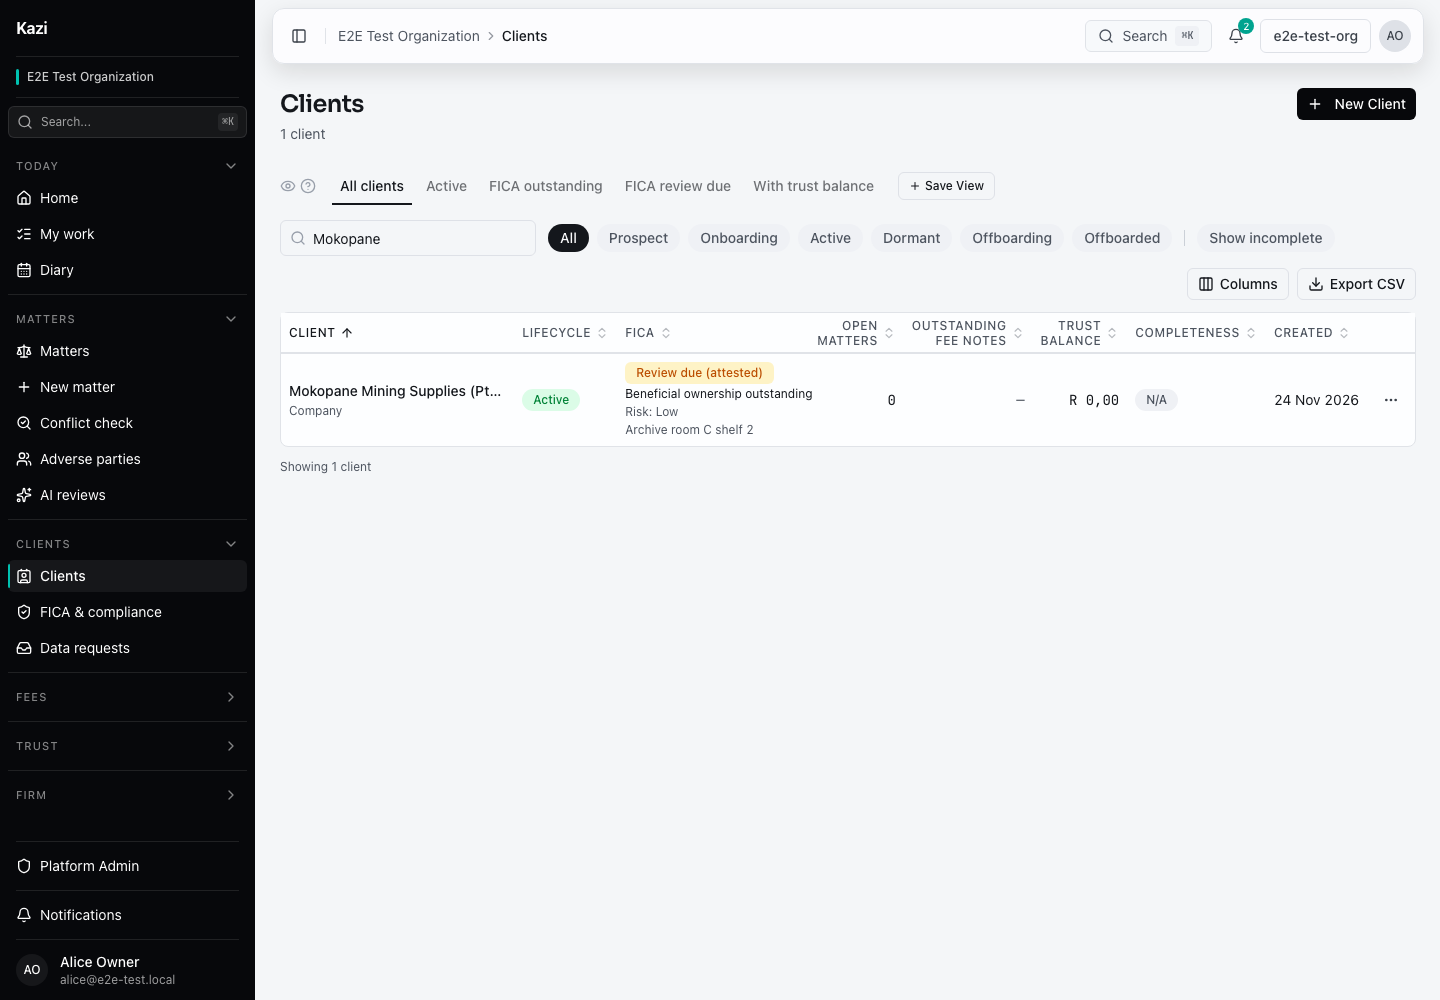 Kazi
E2E Test Organization
Search...
⌘K
TODAY
Home
My work
Diary
MATTERS
Matters
New matter
Conflict check
Adverse parties
AI reviews
CLIENTS
Clients
FICA & compliance
Data requests
FEES
TRUST
FIRM
Platform Admin
Notifications
AO
Alice Owner
alice@e2e-test.local
E2E Test Organization > Clients
Search ⌘K
2
e2e-test-org
AO
Clients
1 client
+ New Client
All clients
Active
FICA outstanding
FICA review due
With trust balance
+ Save View
Mokopane
All
Prospect
Onboarding
Active
Dormant
Offboarding
Offboarded
Show incomplete
Columns
Export CSV
CLIENT
LIFECYCLE
FICA
OPEN
MATTERS
OUTSTANDING
FEE NOTES
TRUST
BALANCE
COMPLETENESS
CREATED
Mokopane Mining Supplies (Pt...
Company
Active
Review due (attested)
Beneficial ownership outstanding
Risk: Low
Archive room C shelf 2
0
—
R 0,00
N/A
24 Nov 2026
Showing 1 client